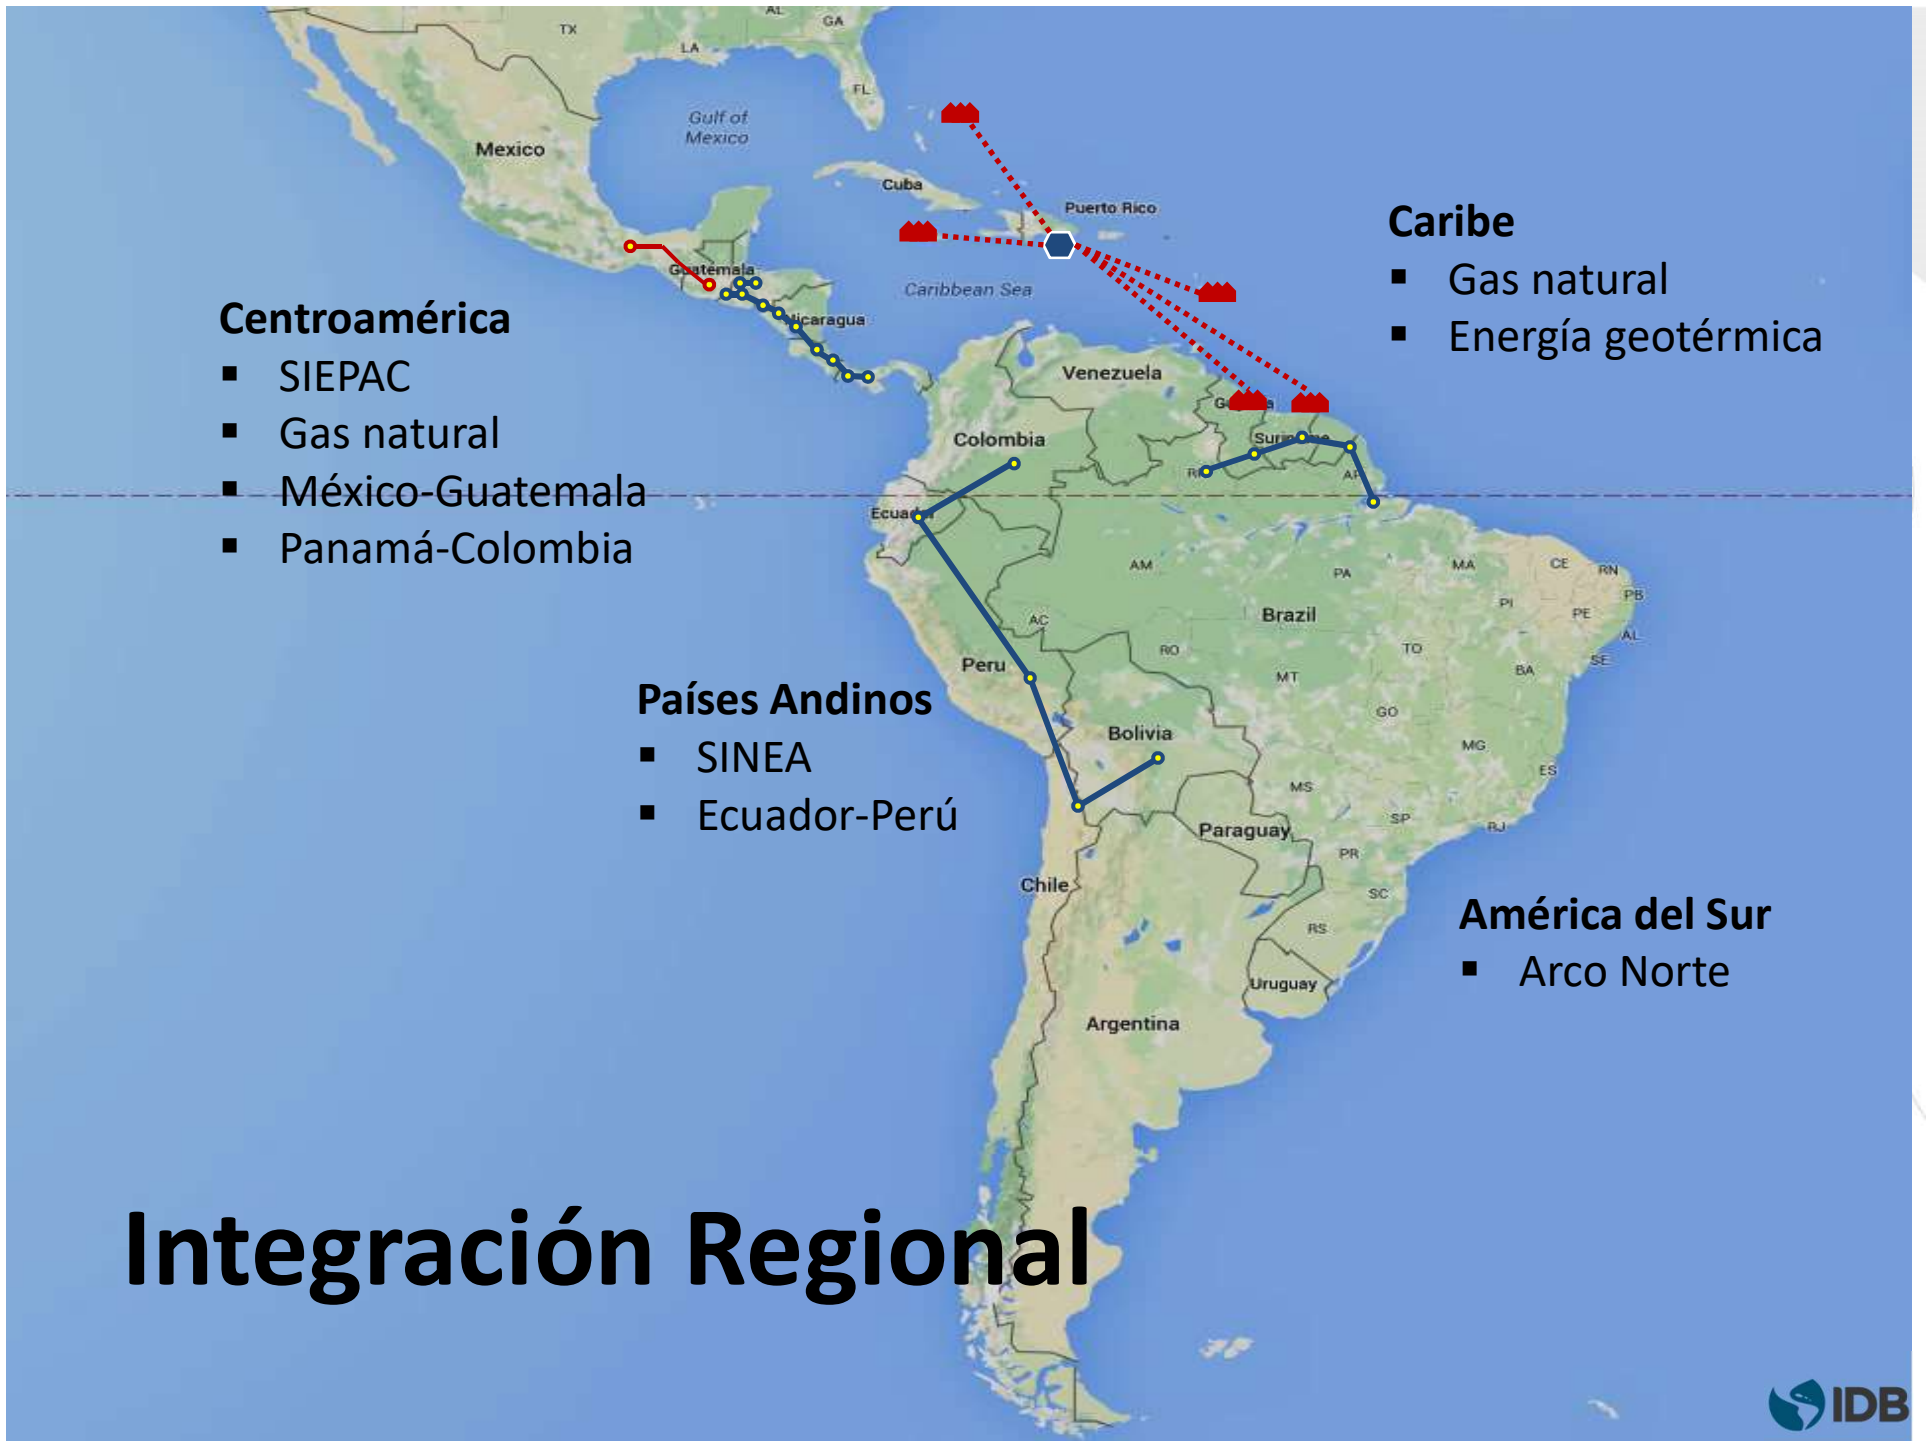 TX
AL
GA
LA
FL
Gulf of
Mexico
Mexico
Cuba
Puerto Rico
Guatemala
Caribbean Sea
Nicaragua
Caribe
▪ Gas natural
▪ Energía geotérmica
Centroamérica
▪ SIEPAC
▪ Gas natural
▪ México-Guatemala
▪ Panamá-Colombia
Venezuela
Colombia
Ecuador
AM
PA
MA
CE
RN
PB
PI
PE
AL
AC
Brazil
RO
TO
SE
Peru
MT
BA
GO
Bolivia
MG
ES
MS
SP
RJ
Paraguay
PR
Chile
SC
RS
Uruguay
Argentina
Países Andinos
▪ SINEA
▪ Ecuador-Perú
América del Sur
▪ Arco Norte
Integración Regional
IDB